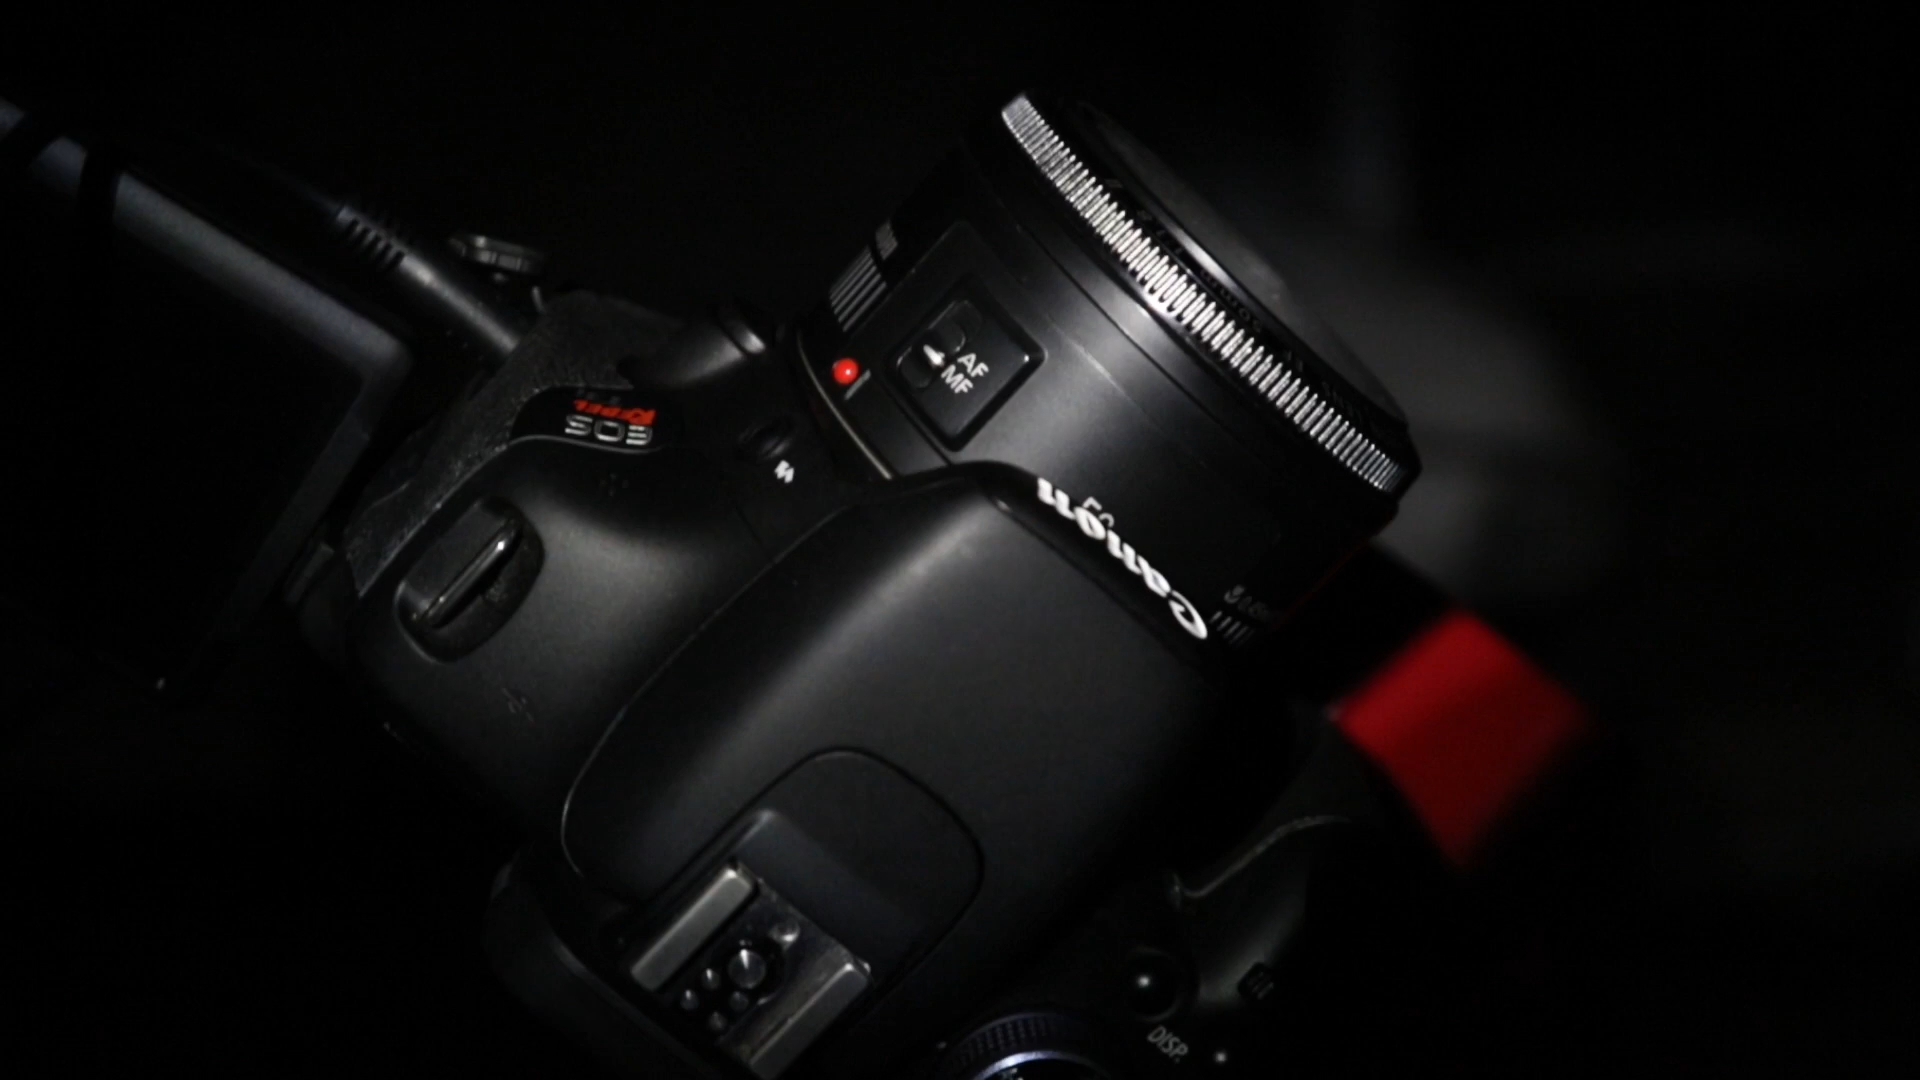 Canon
EOS
REBEL
AF
MF
DISP.